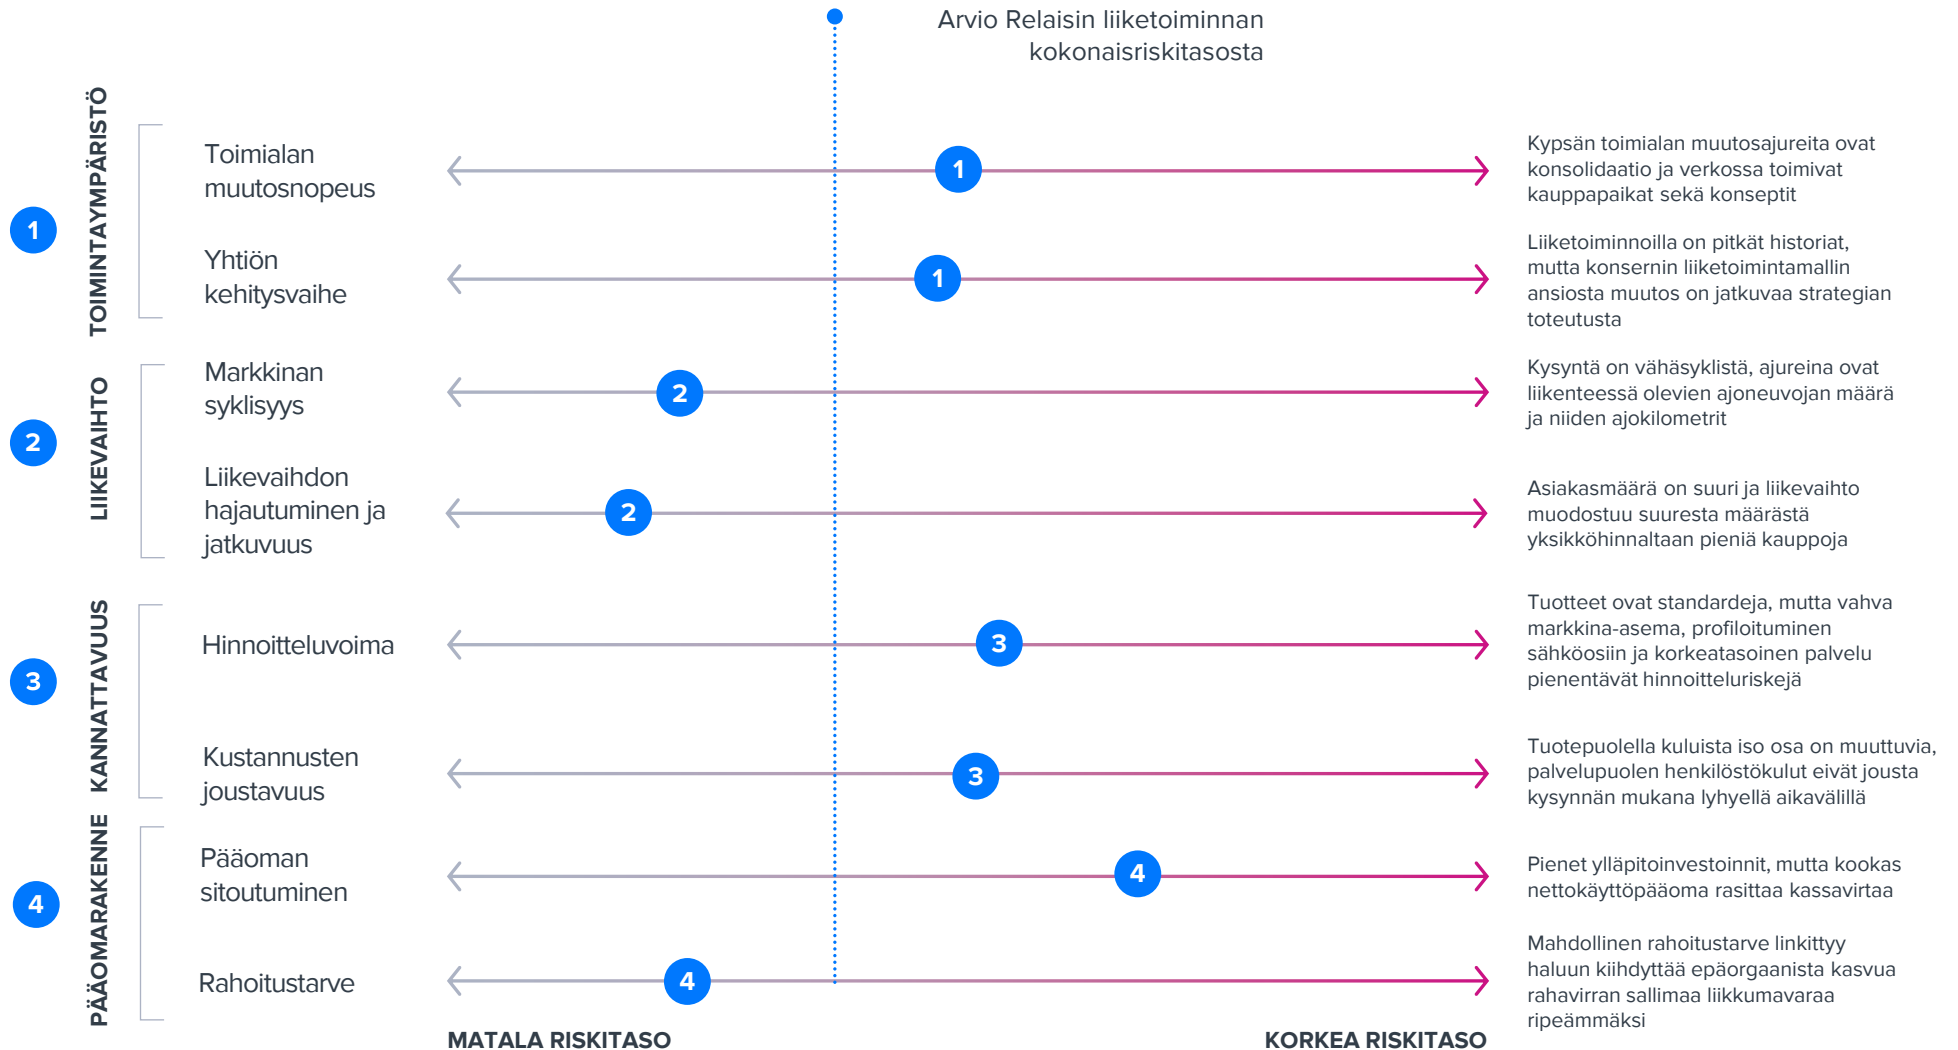 Arvio Relaisin liiketoiminnan
kokonaisriskitasosta
1
TOIMINTAYMPÄRISTÖ
Toimialan
muutosnopeus
1
Kypsän toimialan muutosajureita ovat
konsolidaatio ja verkossa toimivat
kauppapaikat sekä konseptit
Yhtiön
kehitysvaihe
1
Liiketoiminnoilla on pitkät historiat,
mutta konsernin liiketoimintamallin
ansiosta muutos on jatkuvaa strategian
toteutusta
2
LIIKEVAIHTO
Markkinan
syklisyys
2
Kysyntä on vähäsyklistä, ajureina ovat
liikenteessä olevien ajoneuvojan määrä
ja niiden ajokilometrit
Liikevaihdon
hajautuminen ja
jatkuvuus
2
Asiakasmäärä on suuri ja liikevaihto
muodostuu suuresta määrästä
yksikköhinnaltaan pieniä kauppoja
3
KANNATTAVUUS
Hinnoitteluvoima
3
Tuotteet ovat standardeja, mutta vahva
markkina-asema, profiloituminen
sähköosiin ja korkeatasoinen palvelu
pienentävät hinnoitteluriskejä
Kustannusten
joustavuus
3
Tuotepuolella kuluista iso osa on muuttuvia,
palvelupuolen henkilöstökulut eivät jousta
kysynnän mukana lyhyellä aikavälillä
4
PÄÄOMARAKENNE
Pääoman
sitoutuminen
4
Pienet ylläpitoinvestoinnit, mutta kookas
nettokäyttöpääoma rasittaa kassavirtaa
Rahoitustarve
4
Mahdollinen rahoitustarve linkittyy
haluun kiihdyttää epäorgaanista kasvua
rahavirran sallimaa liikkumavaraa
ripeämmäksi
MATALA RISKITASO
KORKEA RISKITASO